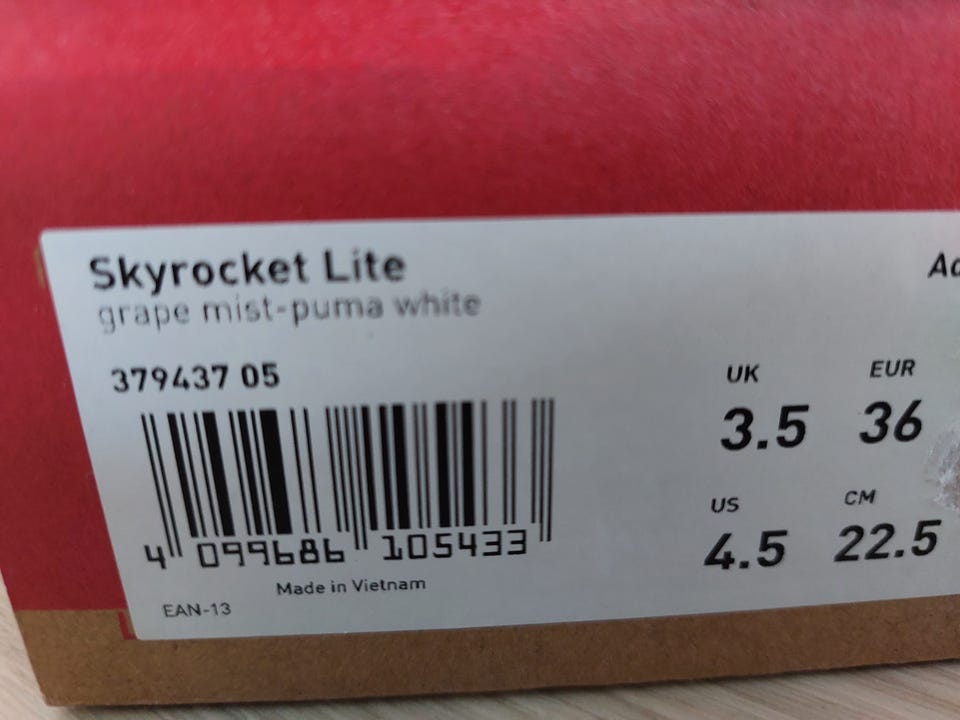 Skyrocket Lite
grape mist-puma white
379437 05
4 099686 105433
Made in Vietnam
EAN-13
UK EUR
3.5 36
US CM
4.5 22.5